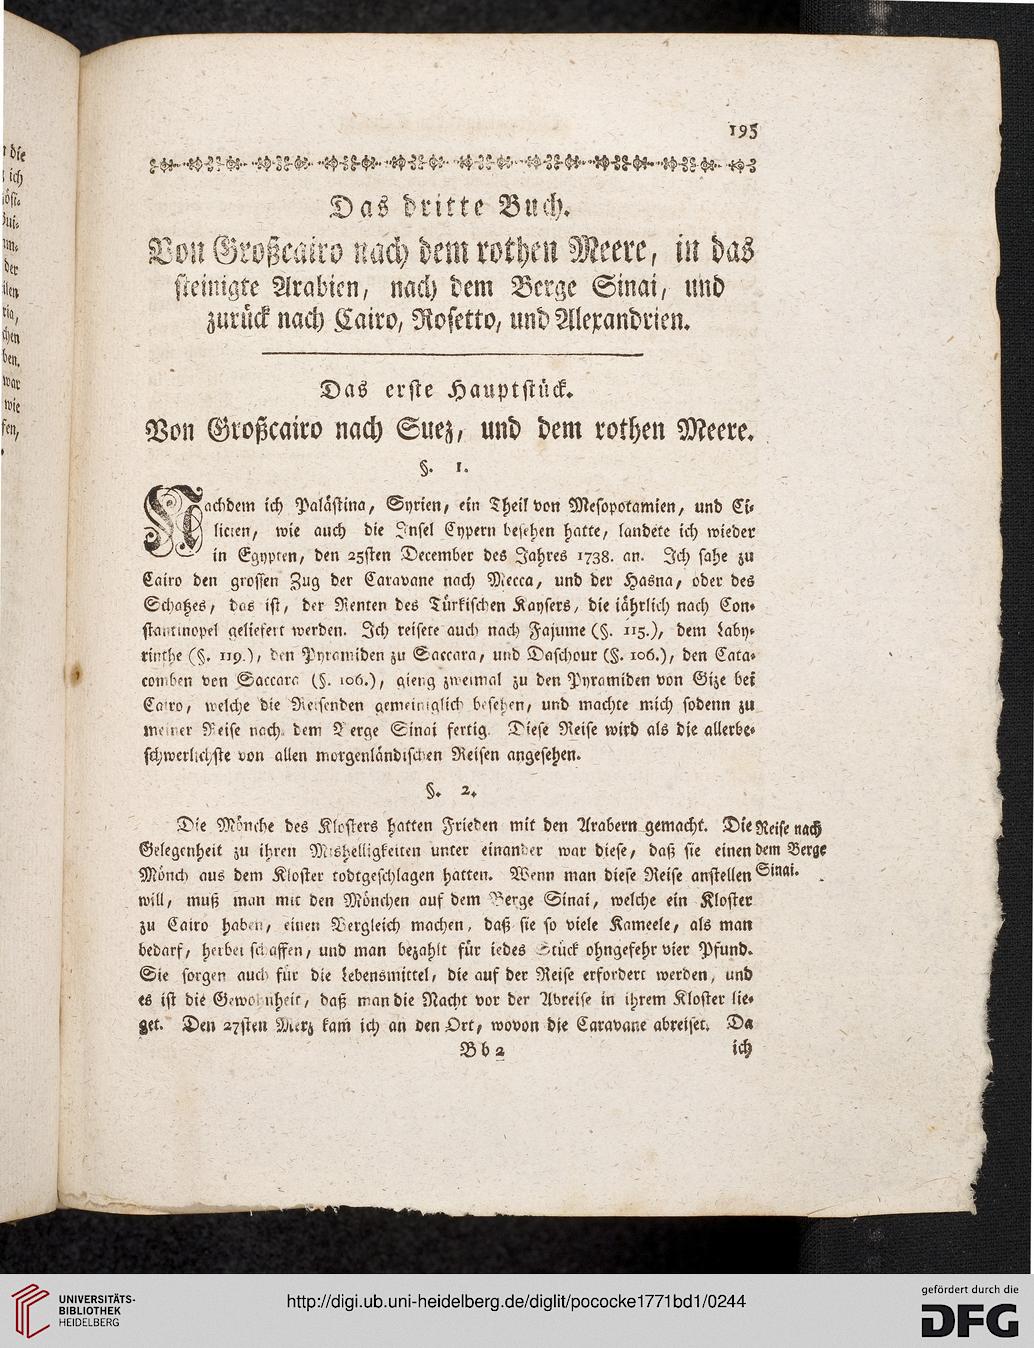 195
Das dritte Buch.
Von Großcairo nach dem rothen Meere, in das
steinigte Arabien, nach dem Berge Sinai, und
zurück nach Cairo, Rosetto, und Alexandrien.
Das erste Hauptstück.
Von Großcairo nach Suez, und dem rothen Meere.
§. 1.
Nachdem ich Palästina, Syrien, ein Theil von Mesopotamien, und Ci-
licien, wie auch die Insel Cypern besehen hatte, landete ich wieder
in Egypten, den 25sten December des Jahres 1738. an. Ich sahe zu
Cairo den grossen Zug der Caravane nach Mecca, und der Hasna, oder des
Schatzes, das ist, der Renten des Türkischen Kaysers, die jährlich nach Con-
stantinopel geliefert werden. Ich reisete auch nach Fajume (§. 115.), dem Laby-
rinthe (§. 119.), den Pyramiden zu Saccara, und Daschour (§. 106.), den Cata-
comben von Saccara (§. 106.), gieng zweimal zu den Pyramiden von Gize bei
Cairo, welche die Reisenden gemeiniglich besehen, und machte mich sodenn zu
meiner Reise nach dem Berge Sinai fertig. Diese Reise wird als die allerbe-
schwerlichste von allen morgenländischen Reisen angesehen.
§. 2.
Die Mönche des Klosters hatten Frieden mit den Arabern gemacht. Die
Gelegenheit zu ihren Mishelligkeiten unter einander war diese, daß sie einen
Mönch aus dem Kloster todtgeschlagen hatten. Wenn man diese Reise anstellen
will, muß man mit den Mönchen auf dem Berge Sinai, welche ein Kloster
zu Cairo haben, einen Vergleich machen, daß sie so viele Kameele, als man
bedarf, herbei schaffen, und man bezahlt für jedes Stück ohngefehr vier Pfund.
Sie sorgen auch für die Lebensmittel, die auf der Reise erfordert werden, und
es ist die Gewohnheit, daß man die Nacht vor der Abreise in ihrem Kloster lie-
get. Den 27sten Merz kam ich an den Ort, wovon die Caravane abreiset. Da
Reise nach
dem Berge
Sinai.
B b 2
ich
UNIVERSITÄTS-
BIBLIOTHEK
HEIDELBERG
http://digi.ub.uni-heidelberg.de/diglit/pococke1771bd1/0244
gefördert durch die
DFG